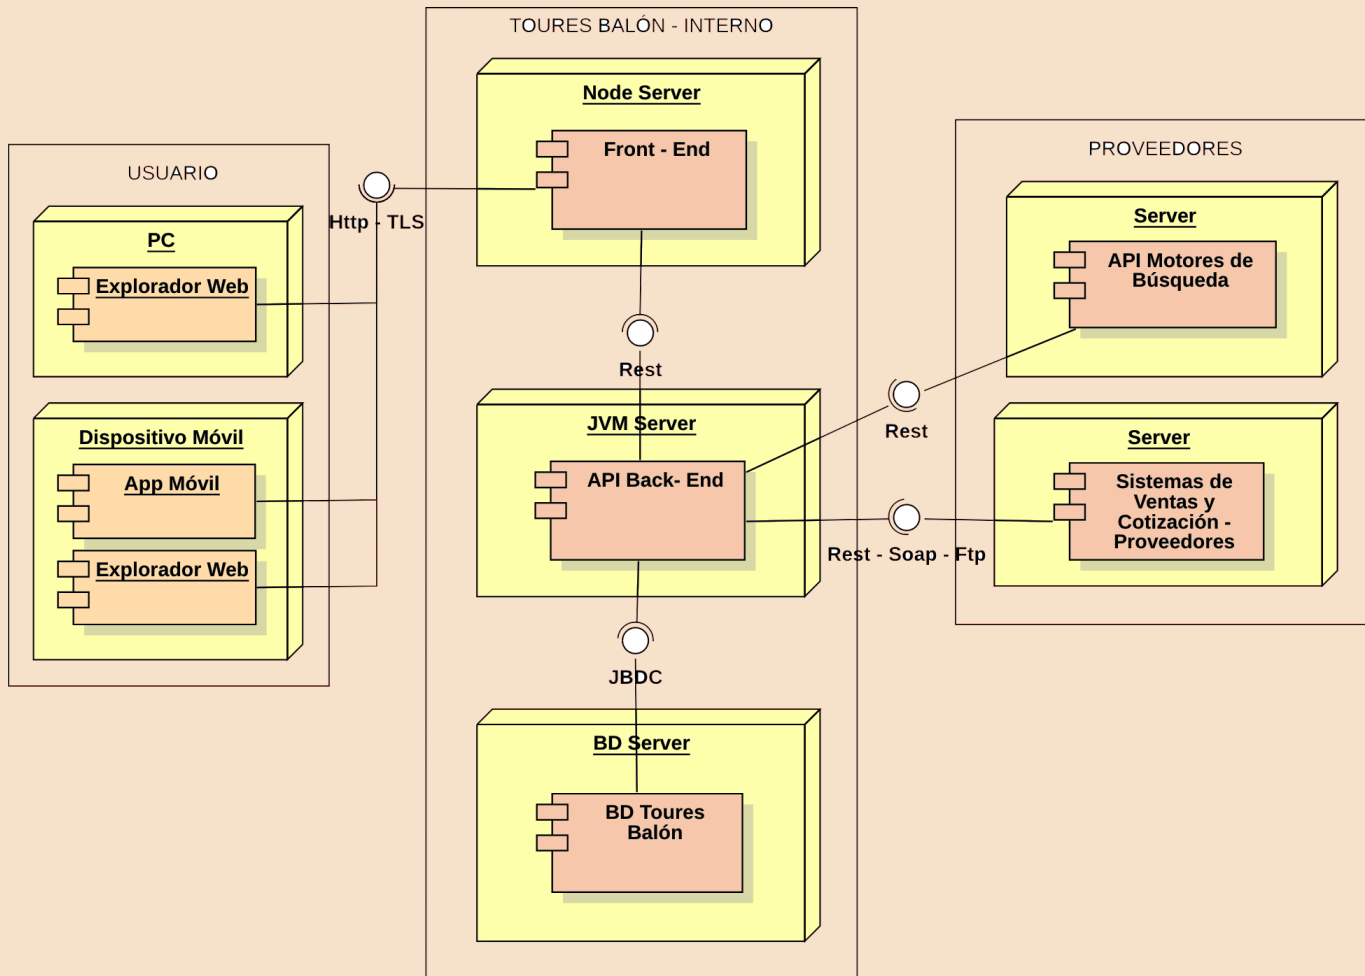 USUARIO
PC
Explorador Web
Dispositivo Móvil
App Móvil
Explorador Web
Http - TLS
TOURES BALÓN - INTERNO
Node Server
Front - End
Rest
JVM Server
API Back- End
JBDC
BD Server
BD Toures
Balón
Rest
Rest - Soap - Ftp
PROVEEDORES
Server
API Motores de
Búsqueda
Server
Sistemas de
Ventas y
Cotización -
Proveedores